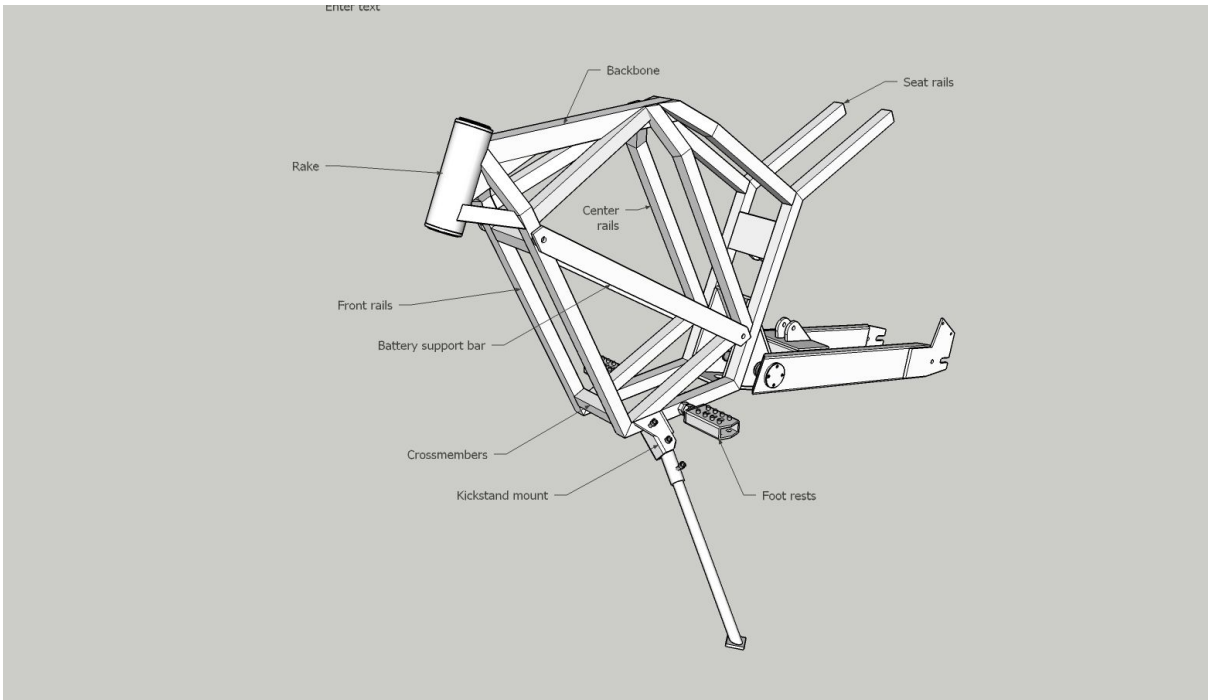 Enter text
Backbone
Seat rails
Rake
Center
rails
Front rails
Battery support bar
Crossmembers
Kickstand mount
Foot rests